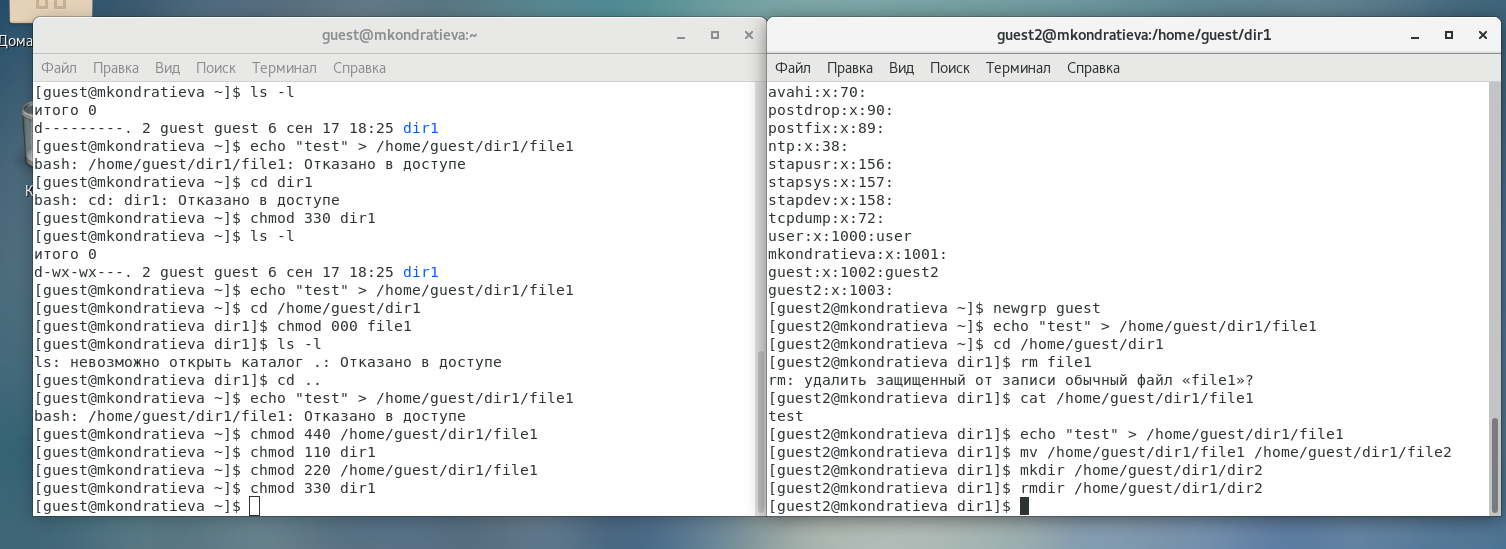 Дома
К
guest@mkondratieva:~
Файл Правка Вид Поиск Терминал Справка
[guest@mkondratieva ~]$ ls -l
итого 0
d---------. 2 guest guest 6 сен 17 18:25 dir1
[guest@mkondratieva ~]$ echo "test" > /home/guest/dir1/file1
bash: /home/guest/dir1/file1: Отказано в доступе
[guest@mkondratieva ~]$ cd dir1
bash: cd: dir1: Отказано в доступе
[guest@mkondratieva ~]$ chmod 330 dir1
[guest@mkondratieva ~]$ ls -l
итого 0
d-wx-wx---. 2 guest guest 6 сен 17 18:25 dir1
[guest@mkondratieva ~]$ echo "test" > /home/guest/dir1/file1
[guest@mkondratieva ~]$ cd /home/guest/dir1
[guest@mkondratieva dir1]$ chmod 000 file1
[guest@mkondratieva dir1]$ ls -l
ls: невозможно открыть каталог .: Отказано в доступе
[guest@mkondratieva dir1]$ cd ..
[guest@mkondratieva ~]$ echo "test" > /home/guest/dir1/file1
bash: /home/guest/dir1/file1: Отказано в доступе
[guest@mkondratieva ~]$ chmod 440 /home/guest/dir1/file1
[guest@mkondratieva ~]$ chmod 110 dir1
[guest@mkondratieva ~]$ chmod 220 /home/guest/dir1/file1
[guest@mkondratieva ~]$ chmod 330 dir1
[guest@mkondratieva ~]$
guest2@mkondratieva:/home/guest/dir1
Файл Правка Вид Поиск Терминал Справка
avahi:x:70:
postdrop:x:90:
postfix:x:89:
ntp:x:38:
stapusr:x:156:
stapsys:x:157:
stapdev:x:158:
tcpdump:x:72:
user:x:1000:user
mkondratieva:x:1001:
guest:x:1002:guest2
guest2:x:1003:
[guest2@mkondratieva ~]$ newgrp guest
[guest2@mkondratieva ~]$ echo "test" > /home/guest/dir1/file1
[guest2@mkondratieva ~]$ cd /home/guest/dir1
[guest2@mkondratieva dir1]$ rm file1
rm: удалить защищенный от записи обычный файл «file1»?
[guest2@mkondratieva dir1]$ cat /home/guest/dir1/file1
test
[guest2@mkondratieva dir1]$ echo "test" > /home/guest/dir1/file1
[guest2@mkondratieva dir1]$ mv /home/guest/dir1/file1 /home/guest/dir1/file2
[guest2@mkondratieva dir1]$ mkdir /home/guest/dir1/dir2
[guest2@mkondratieva dir1]$ rmdir /home/guest/dir1/dir2
[guest2@mkondratieva dir1]$